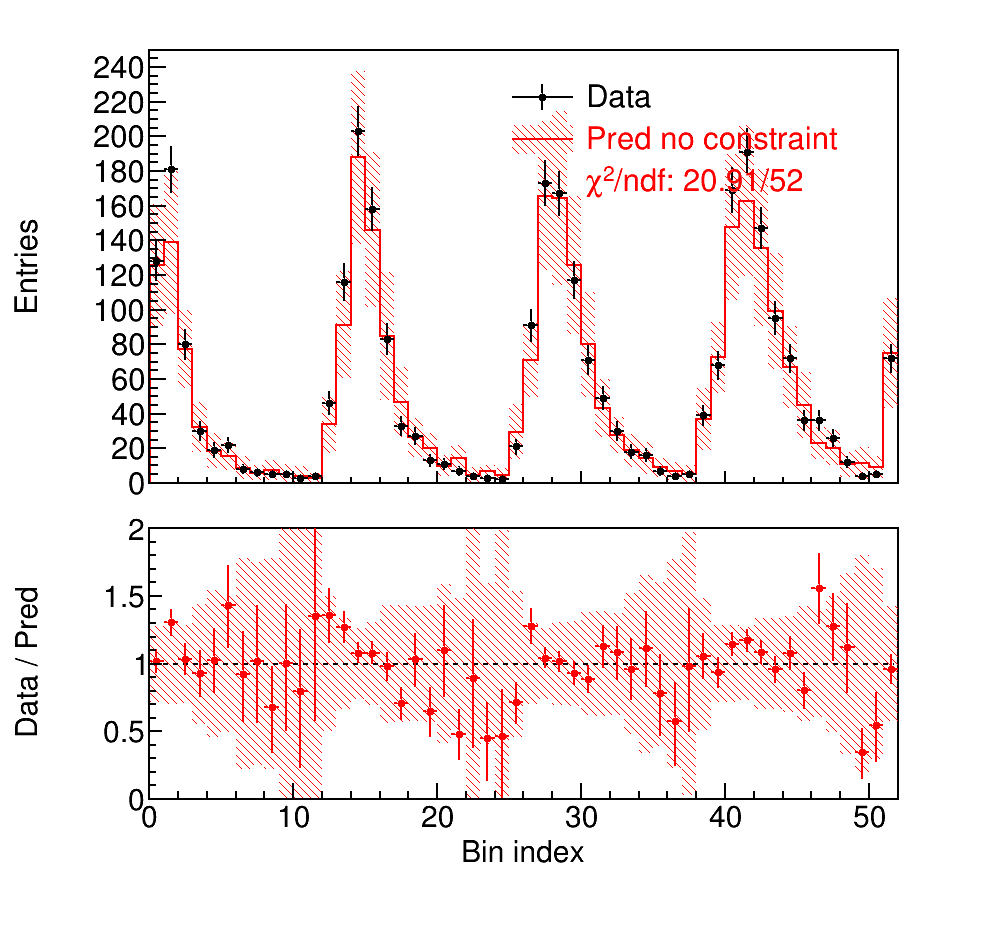 Entries
240
220
200
180
160
140
120
100
80
60
40
20
0
Data
Pred no constraint
χ²/ndf: 20.91/52
Data / Pred
2
1.5
1
0.5
0
0 10 20 30 40 50
Bin index